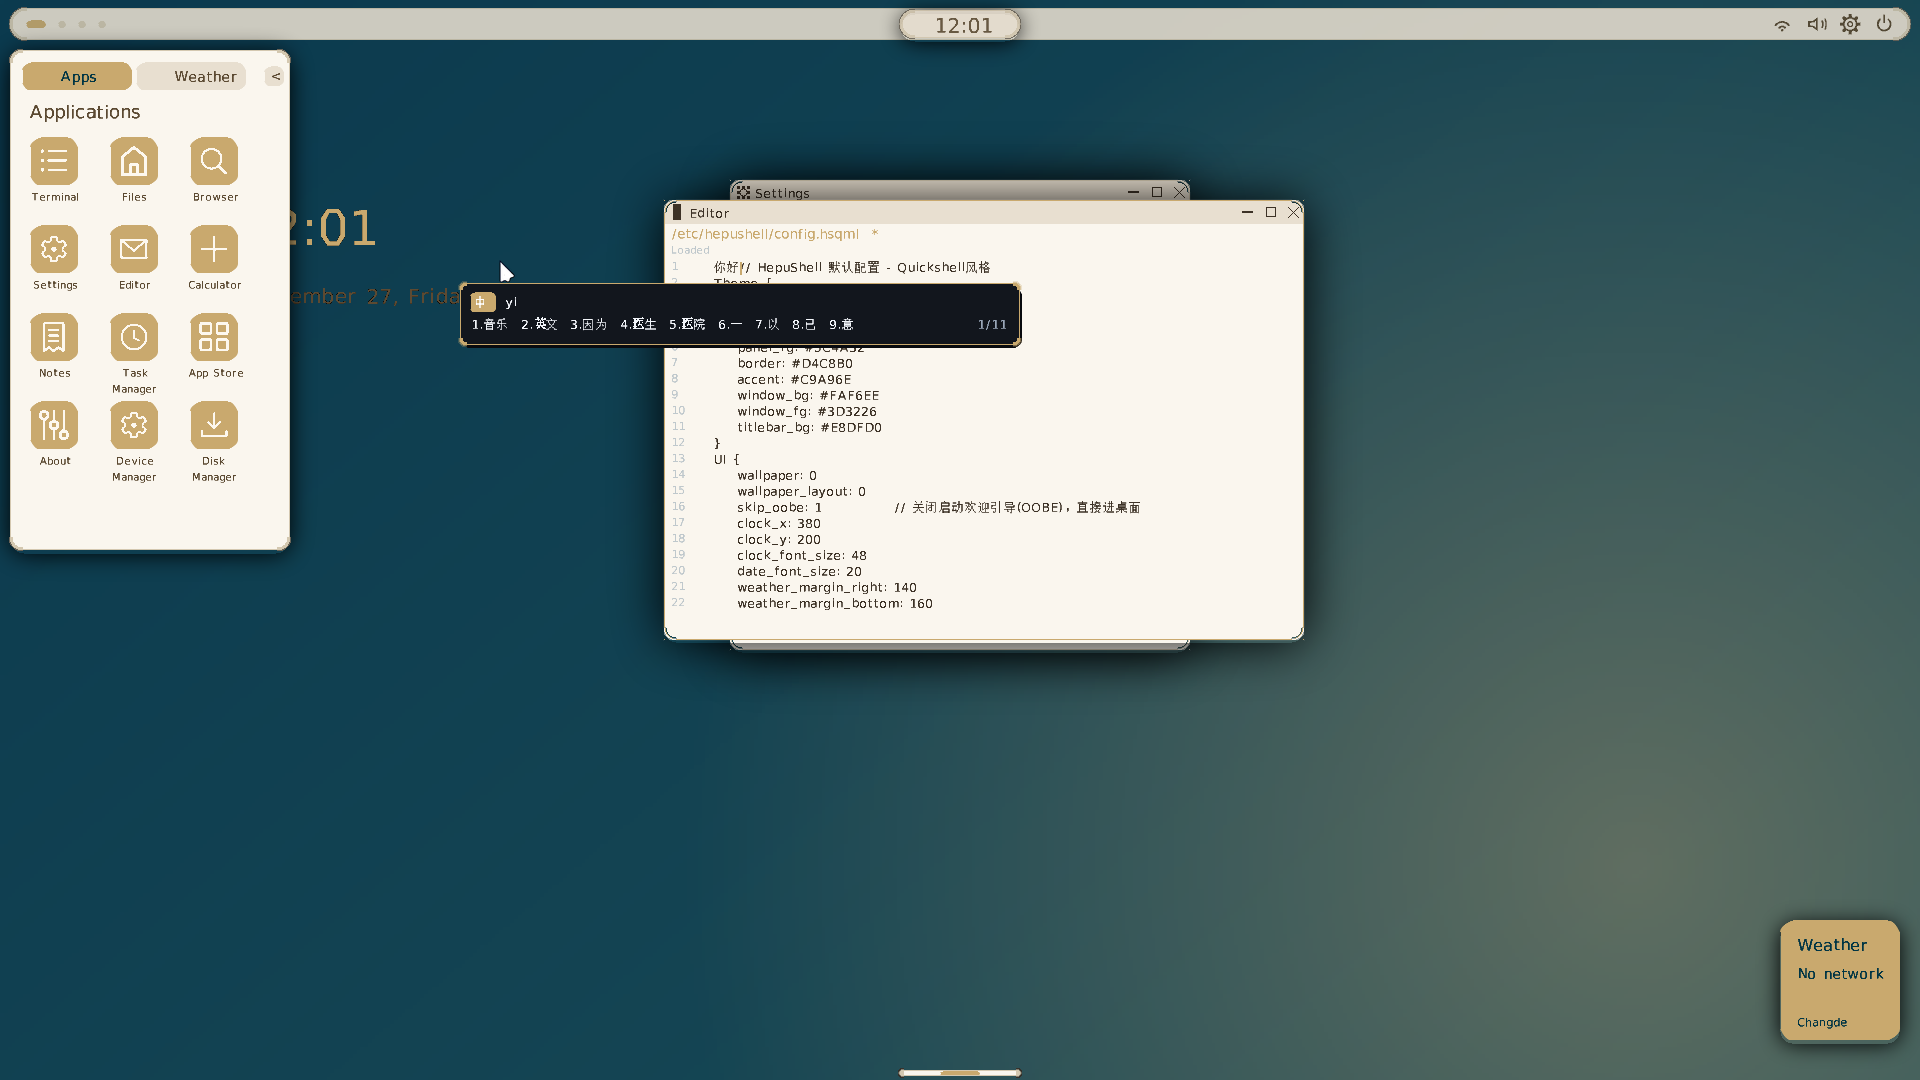 12:01
Apps
Weather
<
Applications
Terminal
Files
Browser
Settings
Editor
Calculator
Notes
Task Manager
App Store
About
Device Manager
Disk Manager
2:01
ember 27, Frida
Settings
Editor
/etc/hepushell/config.hsqml *
Loaded
1 你好// HepuShell 默认配置 - Quickshell风格
2 Theme {
中 yi
1.音乐 2.英文 3.因为 4.医生 5.医院 6.一 7.以 8.已 9.意 1/11
6 panel_fg: #5C4A32
7 border: #D4C8B0
8 accent: #C9A96E
9 window_bg: #FAF6EE
10 window_fg: #3D3226
11 titlebar_bg: #E8DFD0
12 }
13 UI {
14 wallpaper: 0
15 wallpaper_layout: 0
16 skip_oobe: 1 // 关闭启动欢迎引导(OOBE)，直接进桌面
17 clock_x: 380
18 clock_y: 200
19 clock_font_size: 48
20 date_font_size: 20
21 weather_margin_right: 140
22 weather_margin_bottom: 160
Weather
No network
Changde